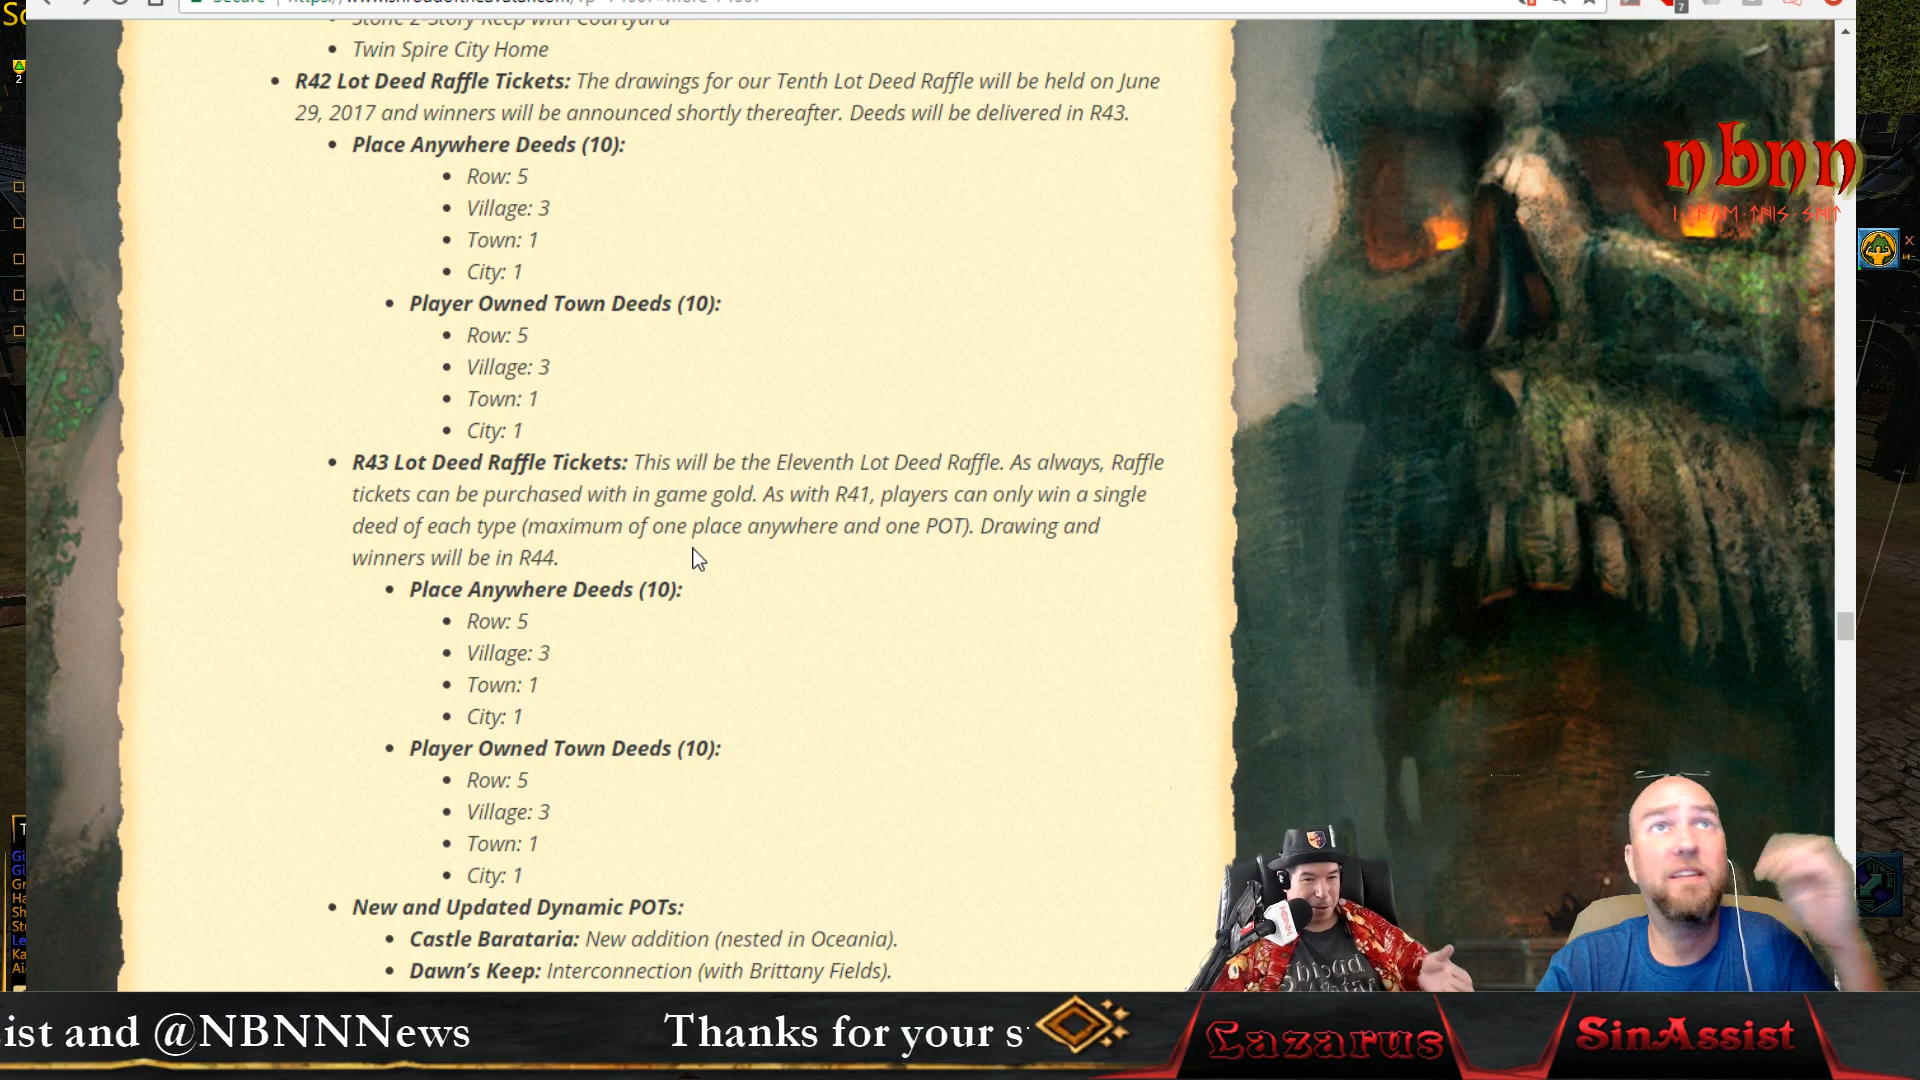 Secure
Stone 2-Story Keep with Courtyard
Twin Spire City Home
R42 Lot Deed Raffle Tickets: The drawings for our Tenth Lot Deed Raffle will be held on June
29, 2017 and winners will be announced shortly thereafter. Deeds will be delivered in R43.
Place Anywhere Deeds (10):
Row: 5
Village: 3
Town: 1
City: 1
Player Owned Town Deeds (10):
Row: 5
Village: 3
Town: 1
City: 1
R43 Lot Deed Raffle Tickets: This will be the Eleventh Lot Deed Raffle. As always, Raffle
tickets can be purchased with in game gold. As with R41, players can only win a single
deed of each type (maximum of one place anywhere and one POT). Drawing and
winners will be in R44.
Place Anywhere Deeds (10):
Row: 5
Village: 3
Town: 1
City: 1
Player Owned Town Deeds (10):
Row: 5
Village: 3
Town: 1
City: 1
New and Updated Dynamic POTs:
Castle Barataria: New addition (nested in Oceania).
Dawn's Keep: Interconnection (with Brittany Fields).
nbnn
ist and @NBNNNews
Thanks for your s
Lazarus
SinAssist